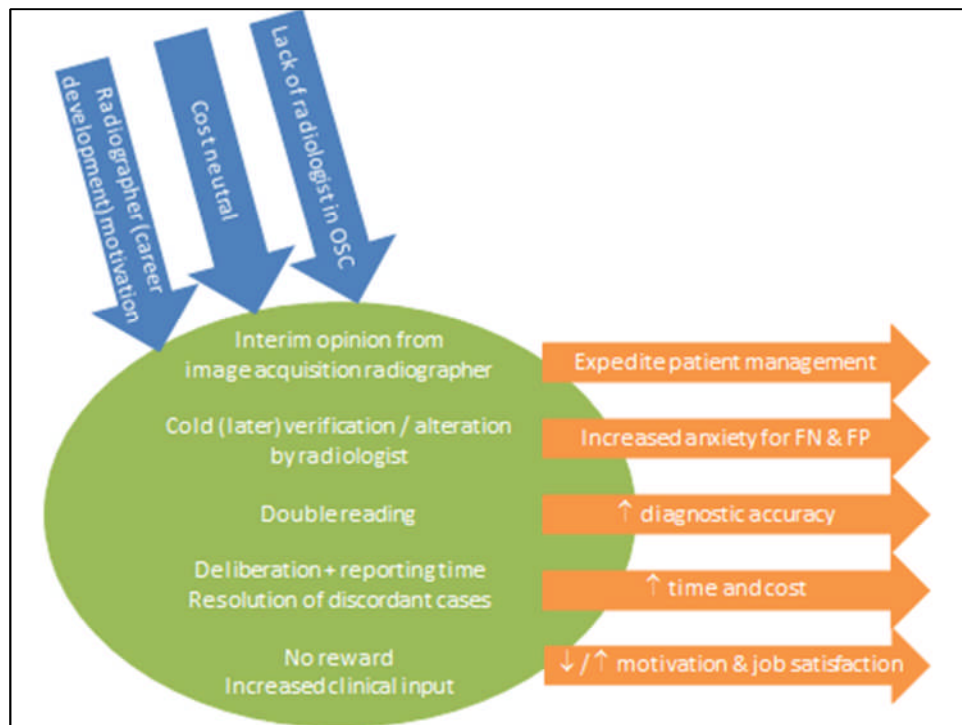 Radiographer (career
development) motivation
Cost neutral
Lack of radiologist in OSC
Interim opinion from
image acquisition radiographer
Expedite patient management
Cold (later) verification / alteration
by radiologist
Increased anxiety for FN & FP
Double reading
↑ diagnostic accuracy
Deliberation + reporting time
Resolution of discordant cases
↑ time and cost
No reward
Increased clinical input
↓ / ↑ motivation & job satisfaction